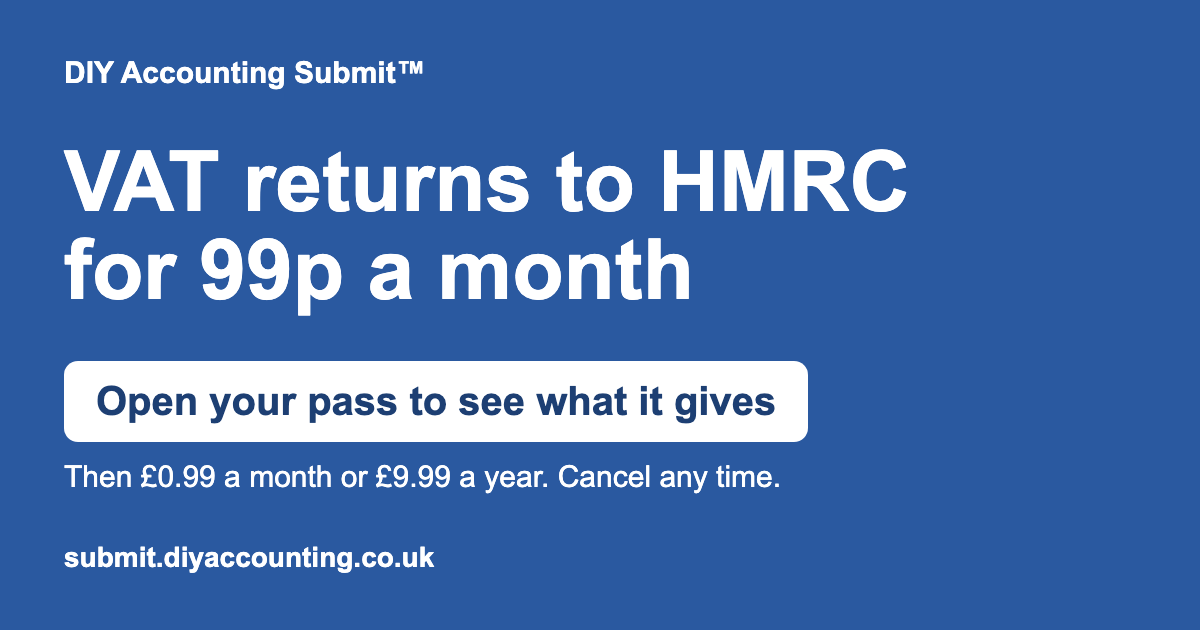 DIY Accounting Submit™
VAT returns to HMRC
for 99p a month
Open your pass to see what it gives
Then £0.99 a month or £9.99 a year. Cancel any time.
submit.diyaccounting.co.uk